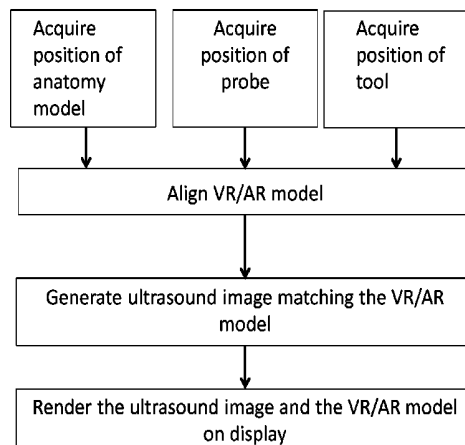 Acquire
position of
anatomy
model
Acquire
position of
probe
Acquire
position of
tool
Align VR/AR model
Generate ultrasound image matching the VR/AR
model
Render the ultrasound image and the VR/AR model
on display